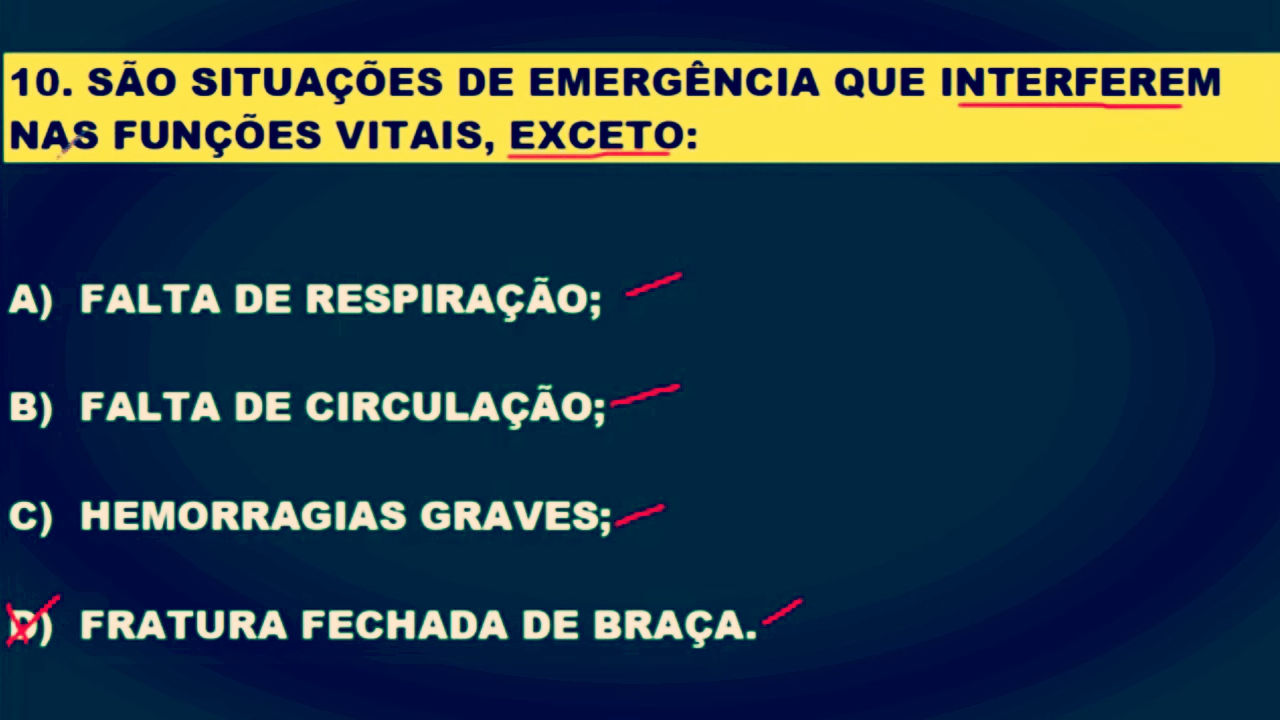 10. SÃO SITUAÇÕES DE EMERGÊNCIA QUE INTERFEREM
NAS FUNÇÕES VITAIS, EXCETO:
A) FALTA DE RESPIRAÇÃO;
B) FALTA DE CIRCULAÇÃO;
C) HEMORRAGIAS GRAVES;
D) FRATURA FECHADA DE BRAÇA.